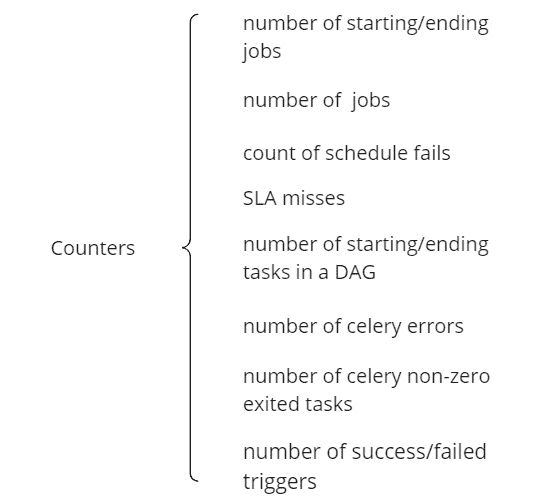 number of starting/ending
jobs
number of  jobs
count of schedule fails
SLA misses
Counters
number of starting/ending
tasks in a DAG
number of celery errors
number of celery non-zero
exited tasks
number of success/failed
triggers